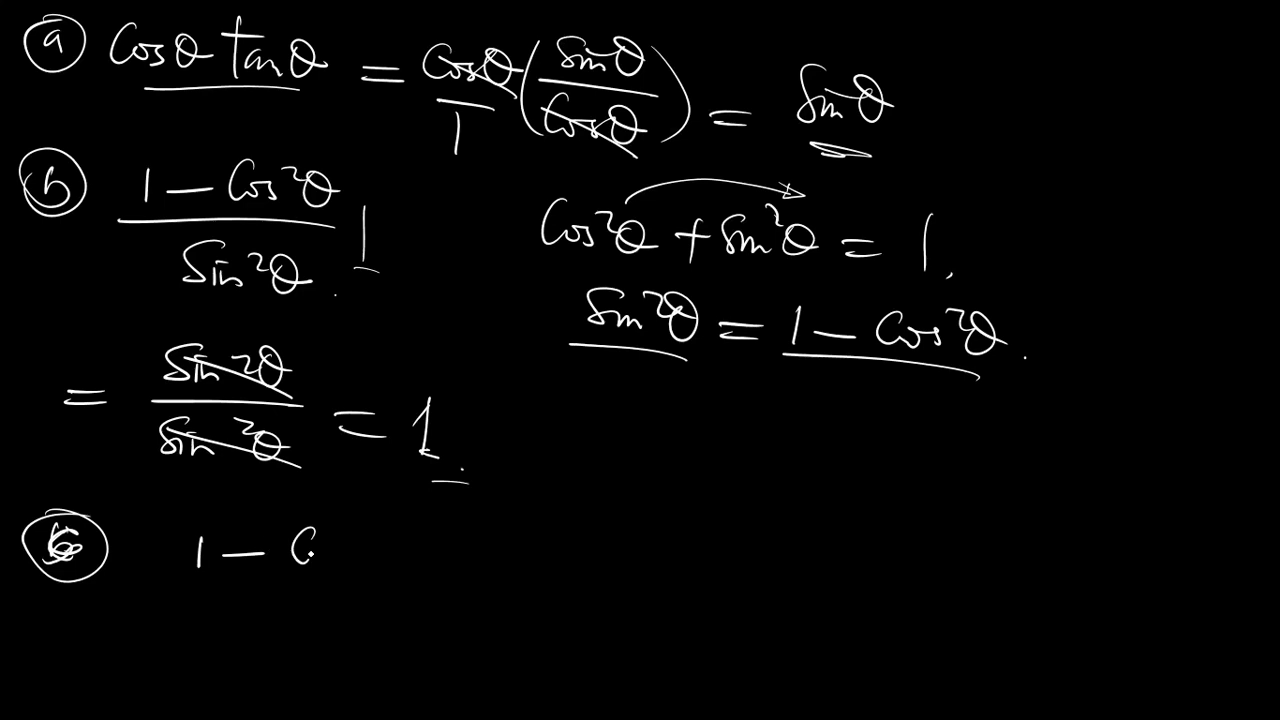 (a) Cosθ tanθ = Cosθ/1 (Sinθ/Cosθ) = Sinθ
(b) (1 - Cos²θ)/Sin²θ
Cos²θ + Sin²θ = 1
Sin²θ = 1 - Cos²θ
= Sin²θ/Sin²θ = 1
1 - C